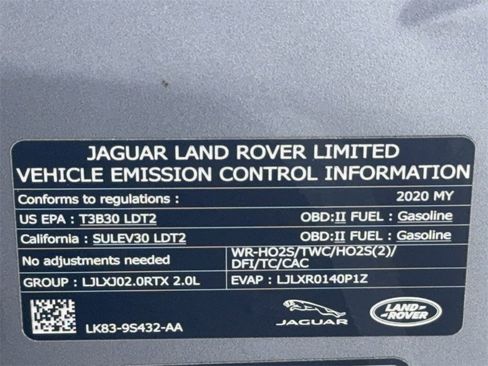 JAGUAR LAND ROVER LIMITED
VEHICLE EMISSION CONTROL INFORMATION
Conforms to regulations : 2020 MY
US EPA : T3B30 LDT2 OBD:II FUEL : Gasoline
California : SULEV30 LDT2 OBD:II FUEL : Gasoline
No adjustments needed WR-HO2S/TWC/HO2S(2)/
DFI/TC/CAC
GROUP : LJLXJ02.0RTX 2.0L EVAP : LJLXR0140P1Z
LK83-9S432-AA JAGUAR LAND ROVER